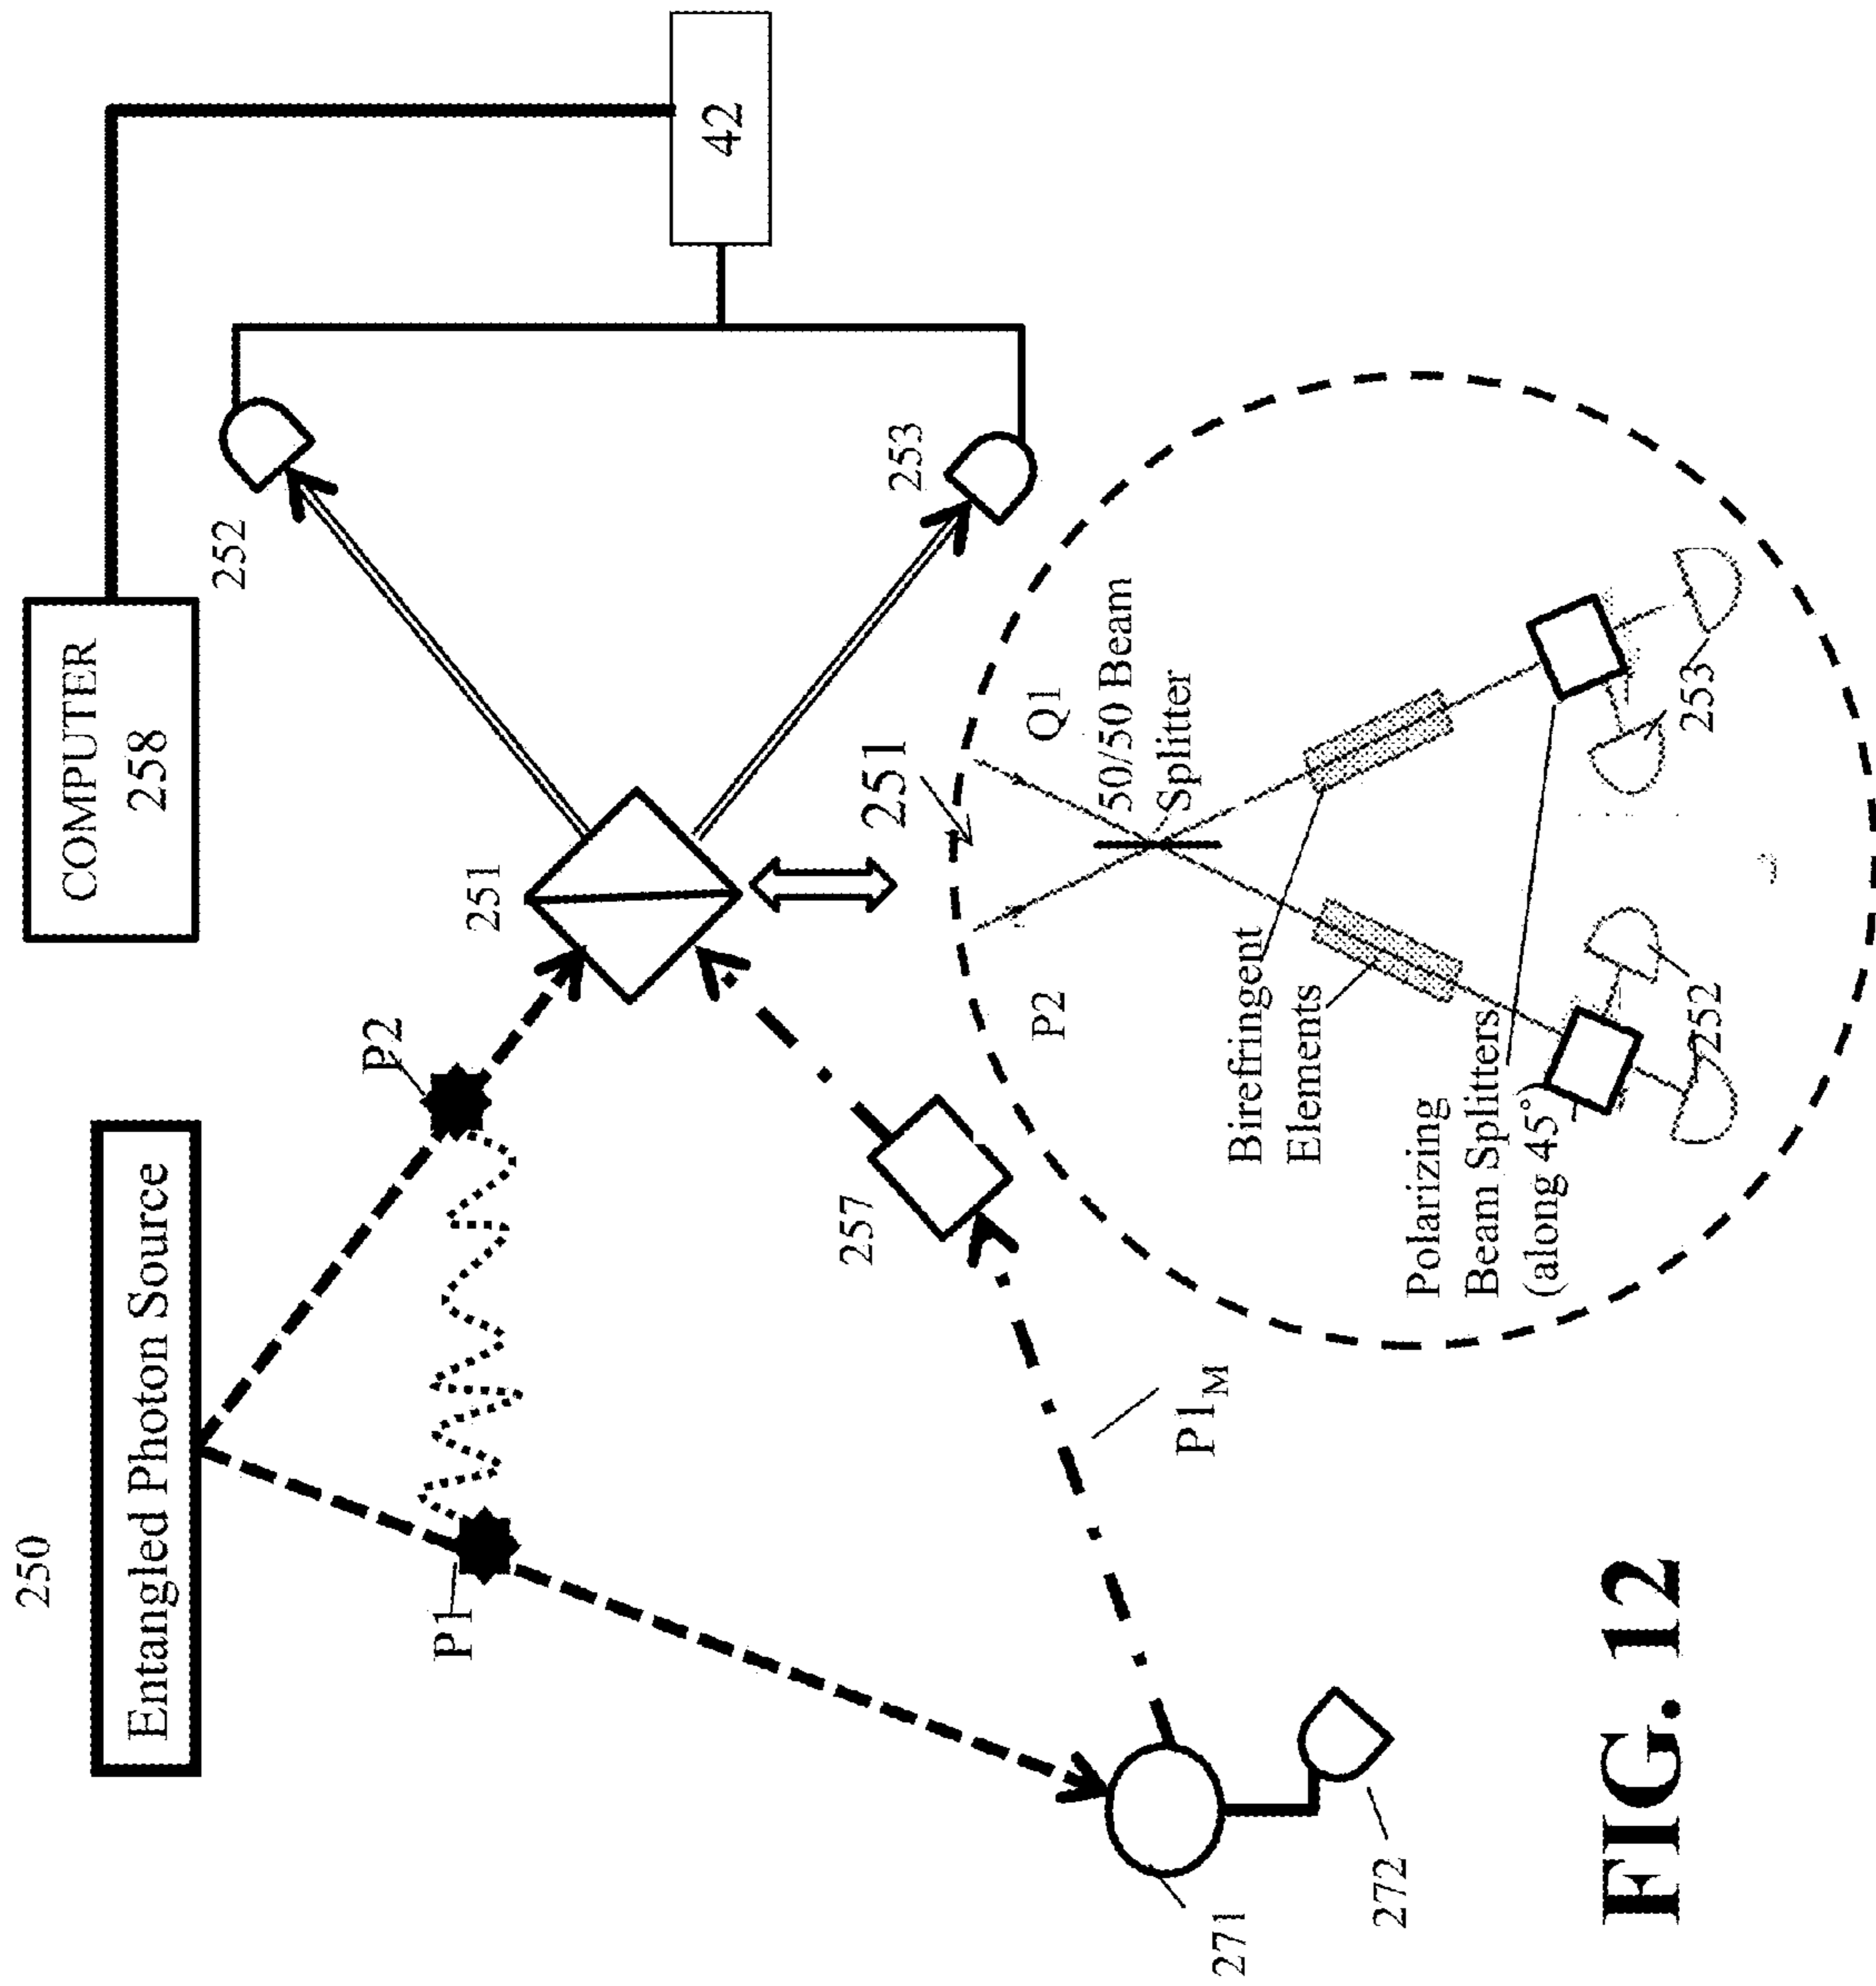 250
Entangled Photon Source
COMPUTER
258
P1
P2
251
252
253
42
257
251
P1M
271
272
P2
Q1
50/50 Beam
Splitter
Birefringent
Elements
Polarizing
Beam Splitters
(along 45°)
252
253
FIG. 12